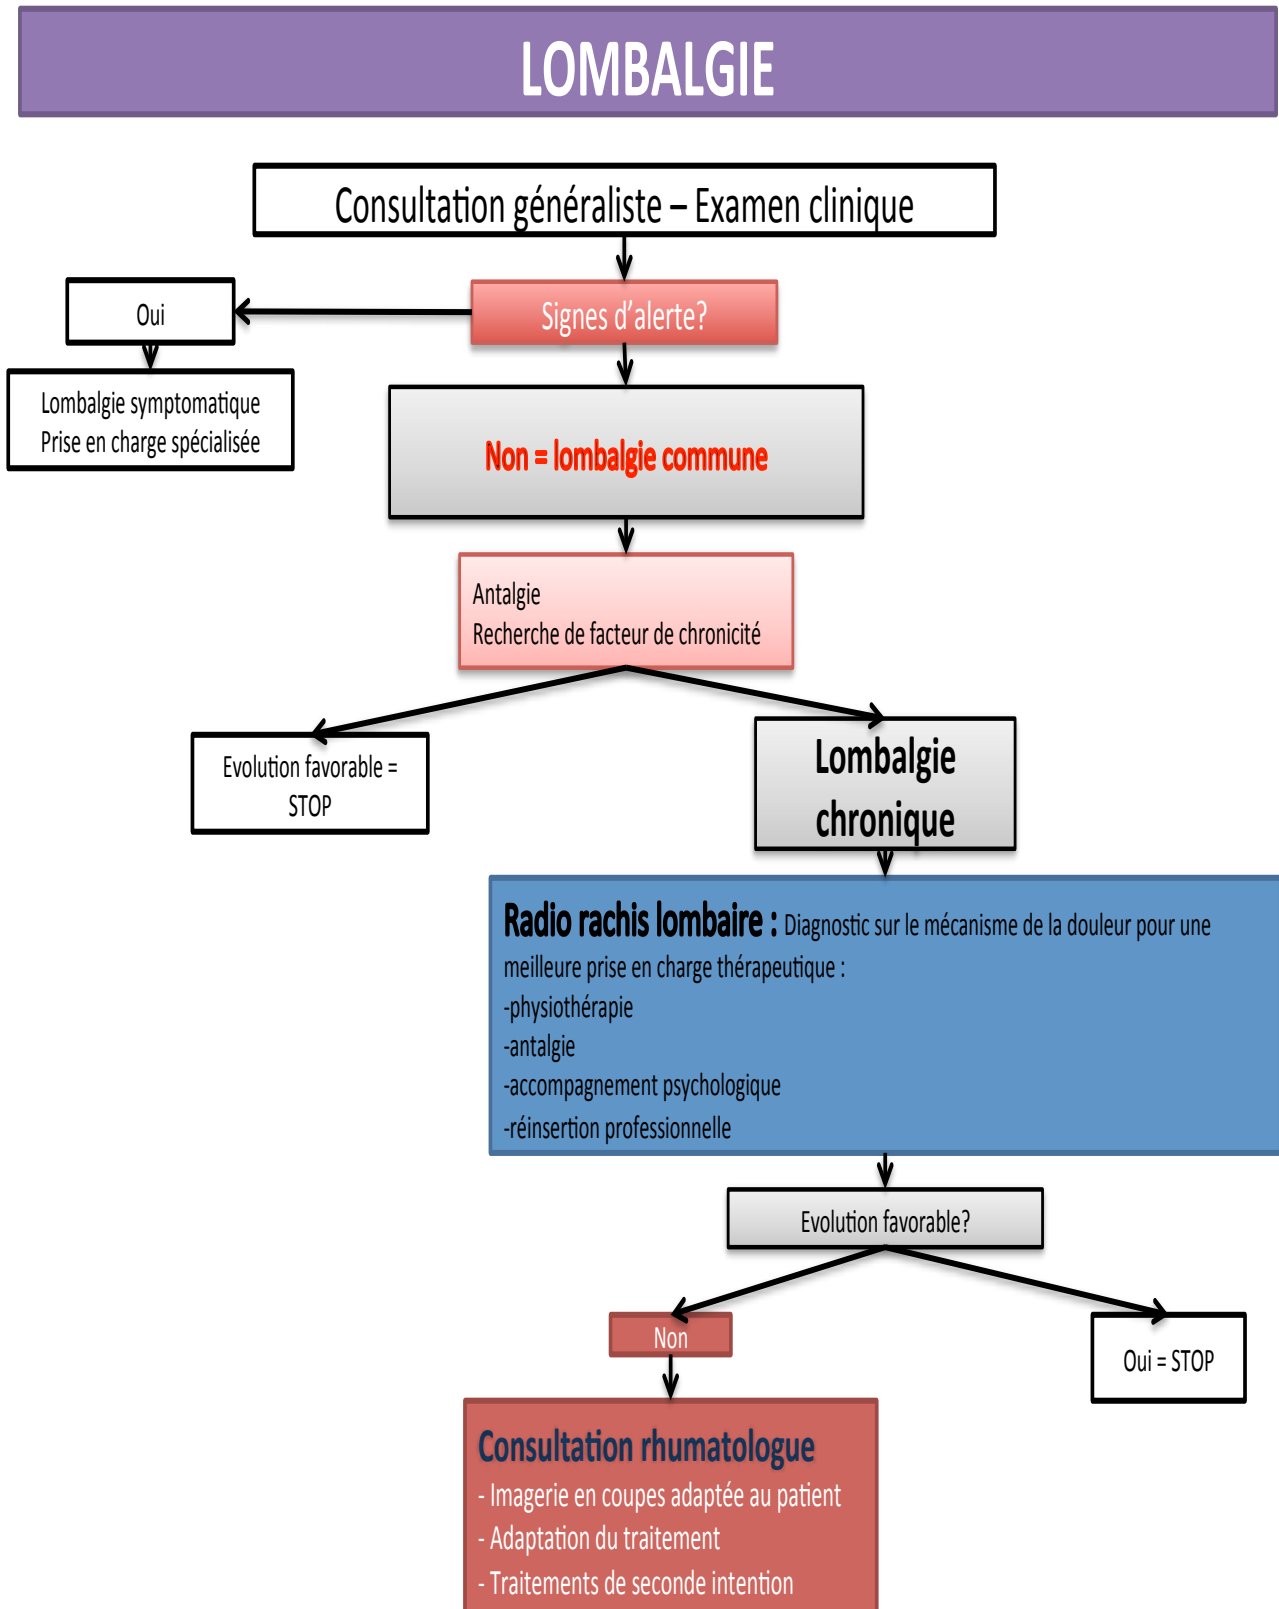 LOMBALGIE
Consultation généraliste – Examen clinique
Signes d’alerte?
Oui
Lombalgie symptomatique
Prise en charge spécialisée
Non = lombalgie commune
Antalgie
Recherche de facteur de chronicité
Evolution favorable =
STOP
Lombalgie
chronique
Radio rachis lombaire : Diagnostic sur le mécanisme de la douleur pour une
meilleure prise en charge thérapeutique :
-physiothérapie
-antalgie
-accompagnement psychologique
-réinsertion professionnelle
Evolution favorable?
Non
Oui = STOP
Consultation rhumatologue
- Imagerie en coupes adaptée au patient
- Adaptation du traitement
- Traitements de seconde intention